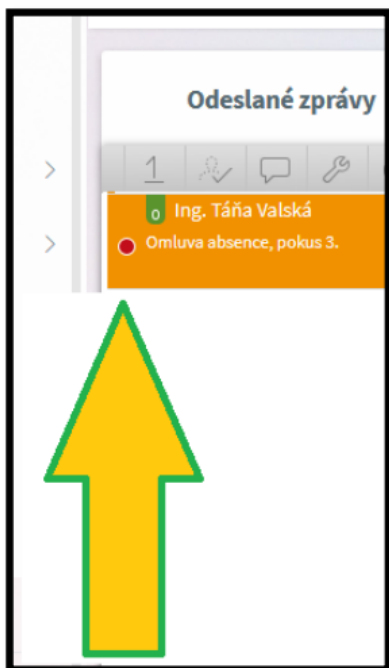 Odeslané zprávy
1
0 Ing. Táňa Valská
Omluva absence, pokus 3.